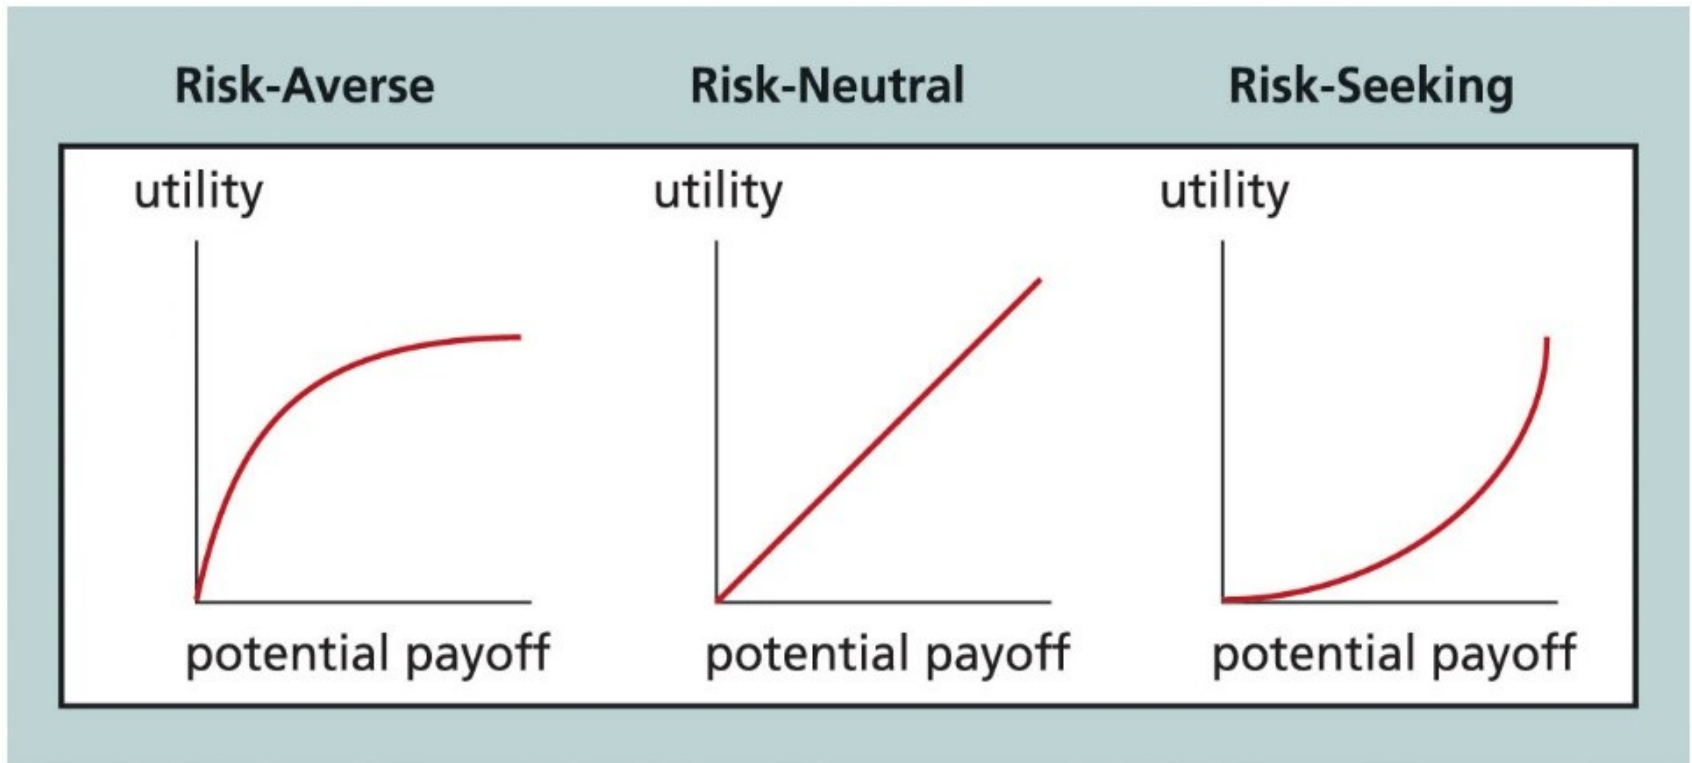 Risk-Averse
Risk-Neutral
Risk-Seeking
utility
utility
utility
potential payoff
potential payoff
potential payoff